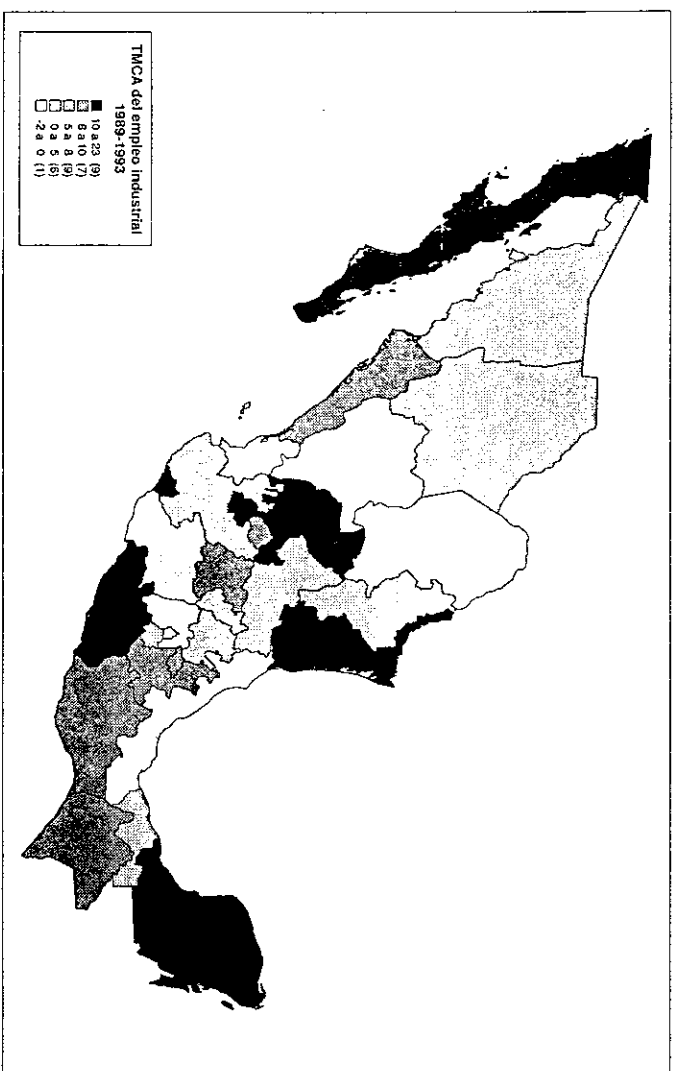 TMCA del empleo industrial
1989-1993
10 a 23 (9)
8 a 10 (7)
5 a 8 (9)
0 a 5 (6)
-2 a 0 (1)